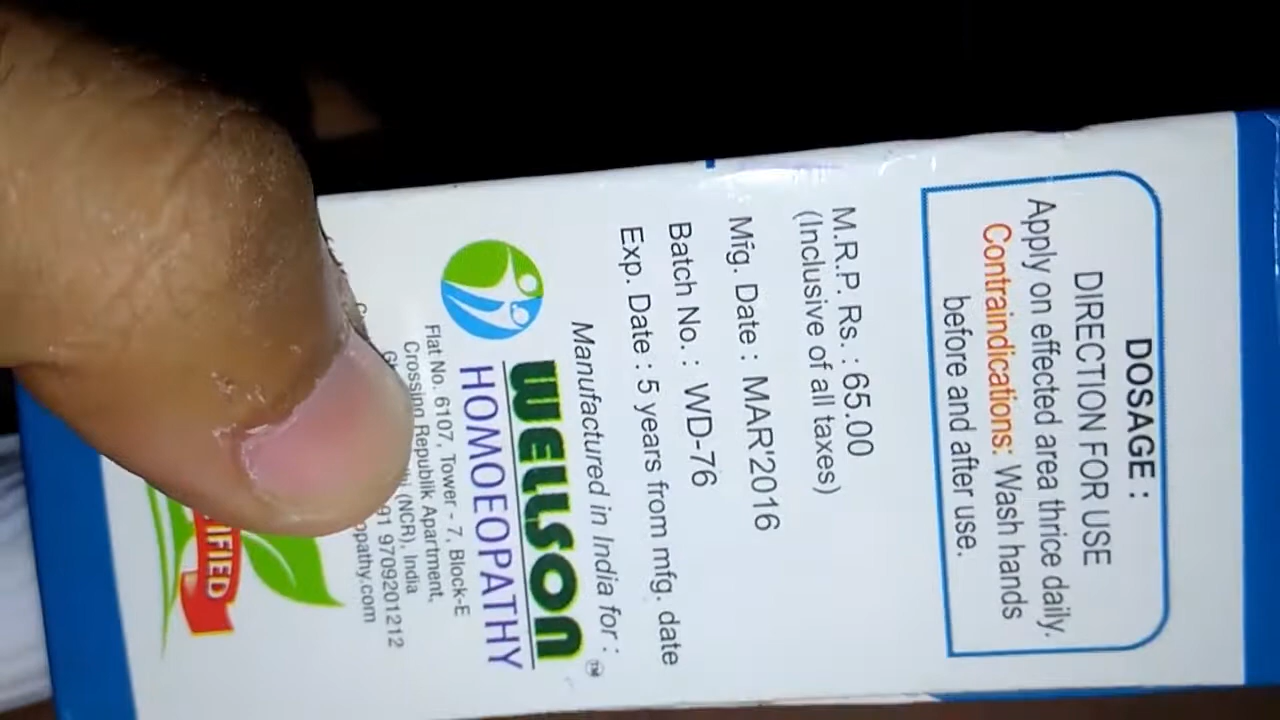 DOSAGE :
DIRECTION FOR USE
Apply on effected area thrice daily.
Contraindications: Wash hands
before and after use.
M.R.P. Rs. : 65.00
(Inclusive of all taxes)
Mfg. Date : MAR'2016
Batch No. : WD-76
Exp. Date : 5 years from mfg. date
Manufactured in India for :
WELLSON TM
HOMOEOPATHY
Flat No. 6107, Tower - 7, Block-E
Crossing Republik Apartment,
(NCR), India
91 9709201212
opathy.com
IFIED